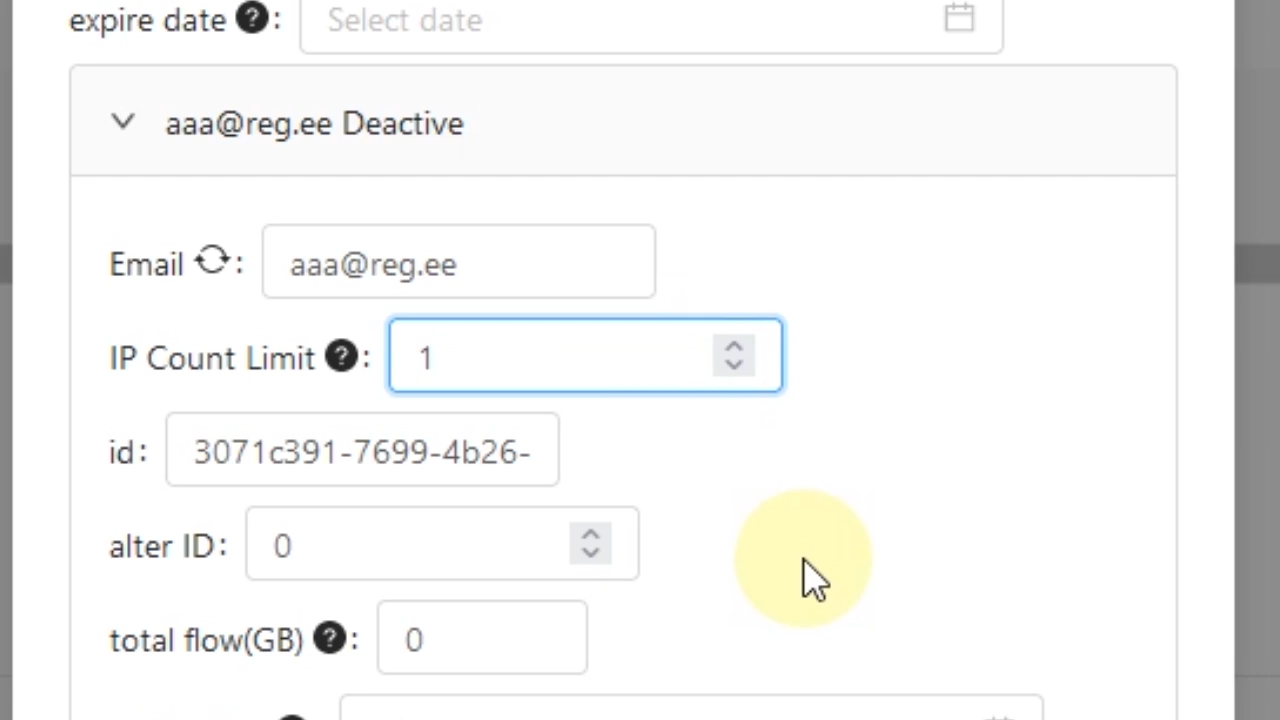 expire date ?: Select date
aaa@reg.ee Deactive
Email : aaa@reg.ee
IP Count Limit ?: 1
id: 3071c391-7699-4b26-
alter ID: 0
total flow(GB) ?: 0